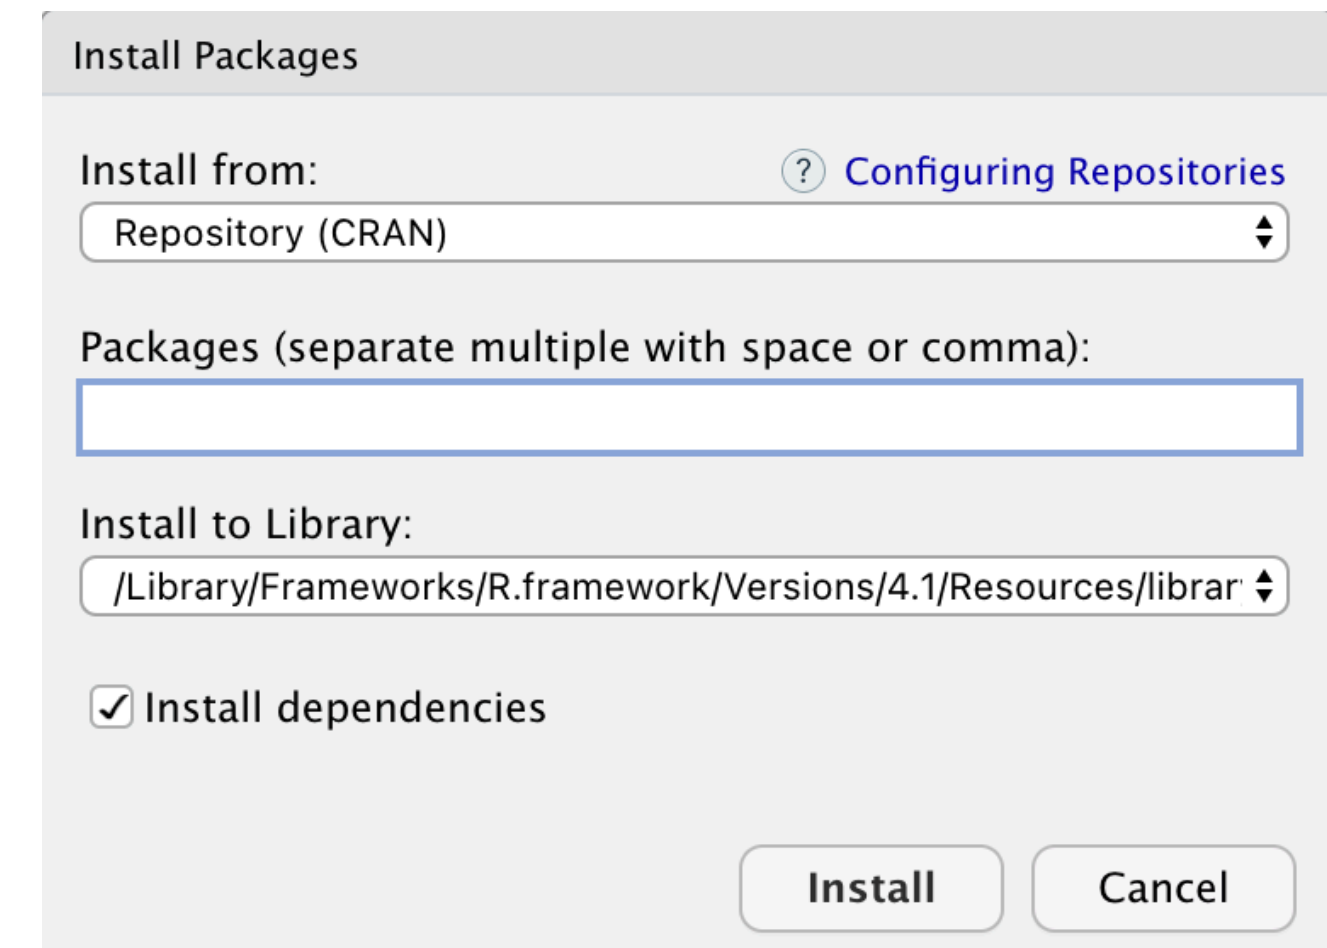 Install Packages
Install from:
? Configuring Repositories
Repository (CRAN)
Packages (separate multiple with space or comma):
Install to Library:
/Library/Frameworks/R.framework/Versions/4.1/Resources/librar
Install dependencies
Install
Cancel